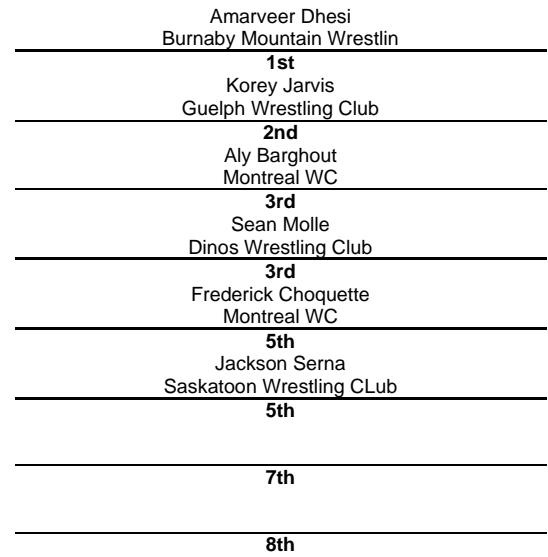 Amarveer Dhesi
Burnaby Mountain Wrestlin
1st
Korey Jarvis
Guelph Wrestling Club
2nd
Aly Barghout
Montreal WC
3rd
Sean Molle
Dinos Wrestling Club
3rd
Frederick Choquette
Montreal WC
5th
Jackson Serna
Saskatoon Wrestling CLub
5th
7th
8th